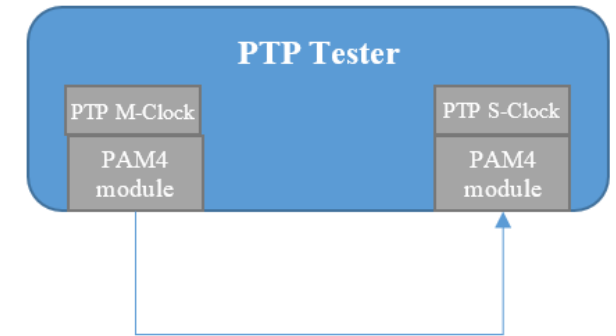 PTP Tester
PTP M-Clock
PAM4
module
PTP S-Clock
PAM4
module